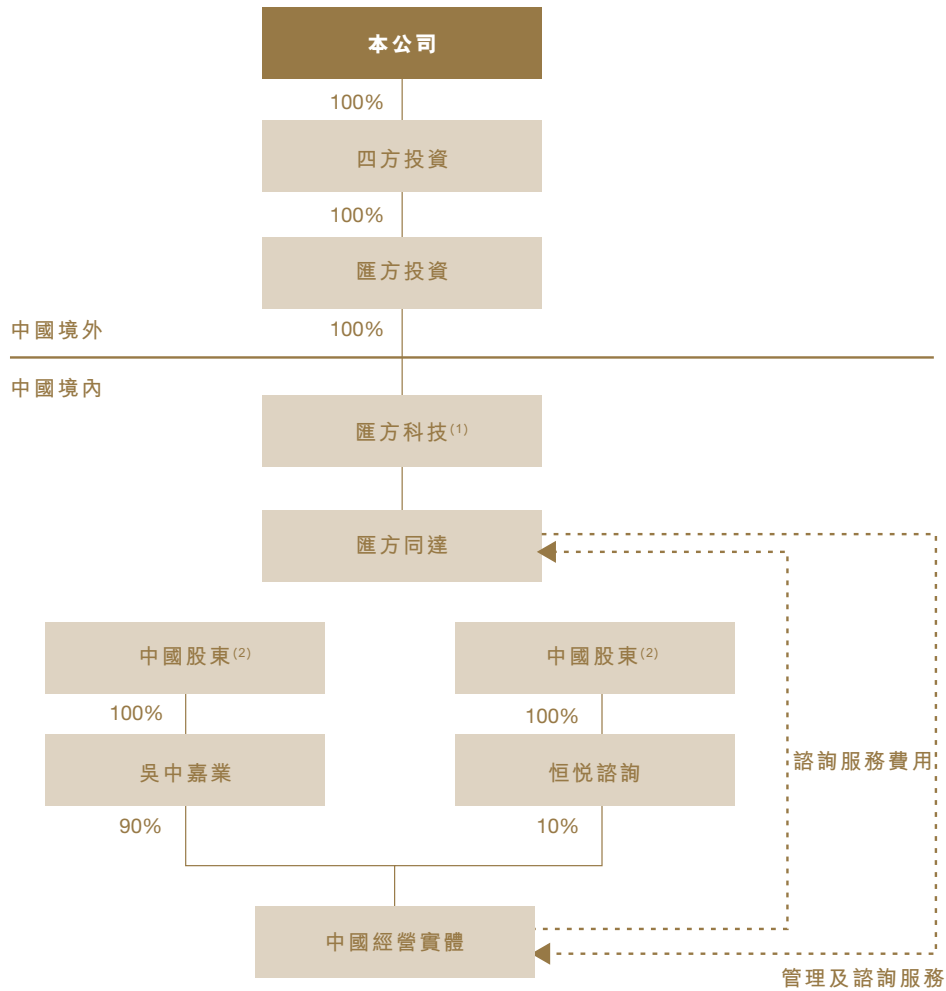 本公司
100%
四方投資
100%
匯方投資
中國境外
100%
中國境內
匯方科技(1)
匯方同達
中國股東(2)
中國股東(2)
100%
100%
吳中嘉業
恒悦諮詢
諮詢服務費用
90%
10%
中國經營實體
管理及諮詢服務